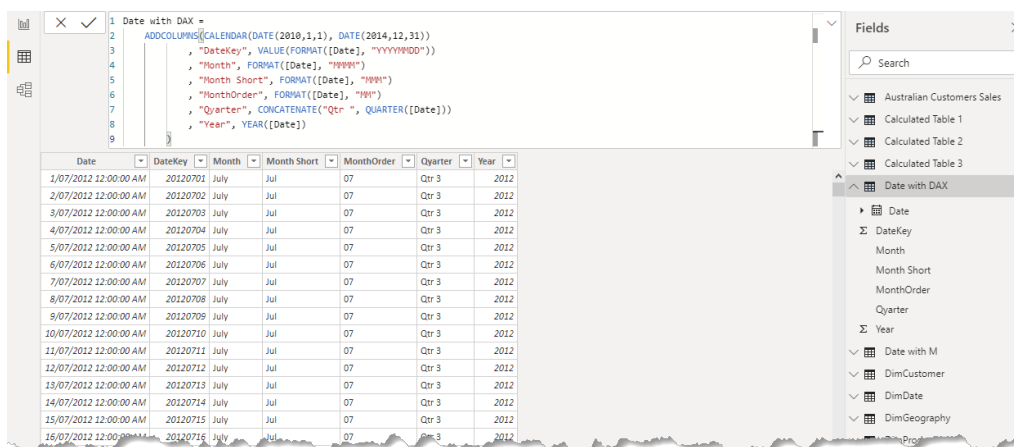 1 Date with DAX =
2 ADDCOLUMNS(CALENDAR(DATE(2010,1,1), DATE(2014,12,31))
3 , "DateKey", VALUE(FORMAT([Date], "YYYYMMDD"))
4 , "Month", FORMAT([Date], "MMMM")
5 , "Month Short", FORMAT([Date], "MMM")
6 , "MonthOrder", FORMAT([Date], "MM")
7 , "Qyarter", CONCATENATE("Qtr ", QUARTER([Date]))
8 , "Year", YEAR([Date])
9 )
Date DateKey Month Month Short MonthOrder Qyarter Year
1/07/2012 12:00:00 AM 20120701 July Jul 07 Qtr 3 2012
2/07/2012 12:00:00 AM 20120702 July Jul 07 Qtr 3 2012
3/07/2012 12:00:00 AM 20120703 July Jul 07 Qtr 3 2012
4/07/2012 12:00:00 AM 20120704 July Jul 07 Qtr 3 2012
5/07/2012 12:00:00 AM 20120705 July Jul 07 Qtr 3 2012
6/07/2012 12:00:00 AM 20120706 July Jul 07 Qtr 3 2012
7/07/2012 12:00:00 AM 20120707 July Jul 07 Qtr 3 2012
8/07/2012 12:00:00 AM 20120708 July Jul 07 Qtr 3 2012
9/07/2012 12:00:00 AM 20120709 July Jul 07 Qtr 3 2012
10/07/2012 12:00:00 AM 20120710 July Jul 07 Qtr 3 2012
11/07/2012 12:00:00 AM 20120711 July Jul 07 Qtr 3 2012
12/07/2012 12:00:00 AM 20120712 July Jul 07 Qtr 3 2012
13/07/2012 12:00:00 AM 20120713 July Jul 07 Qtr 3 2012
14/07/2012 12:00:00 AM 20120714 July Jul 07 Qtr 3 2012
15/07/2012 12:00:00 AM 20120715 July Jul 07 Qtr 3 2012
16/07/2012 20120716 July Jul 07 2012
Fields
Search
Australian Customers Sales
Calculated Table 1
Calculated Table 2
Calculated Table 3
Date with DAX
Date
Σ DateKey
Month
Month Short
MonthOrder
Qyarter
Σ Year
Date with M
DimCustomer
DimDate
DimGeography